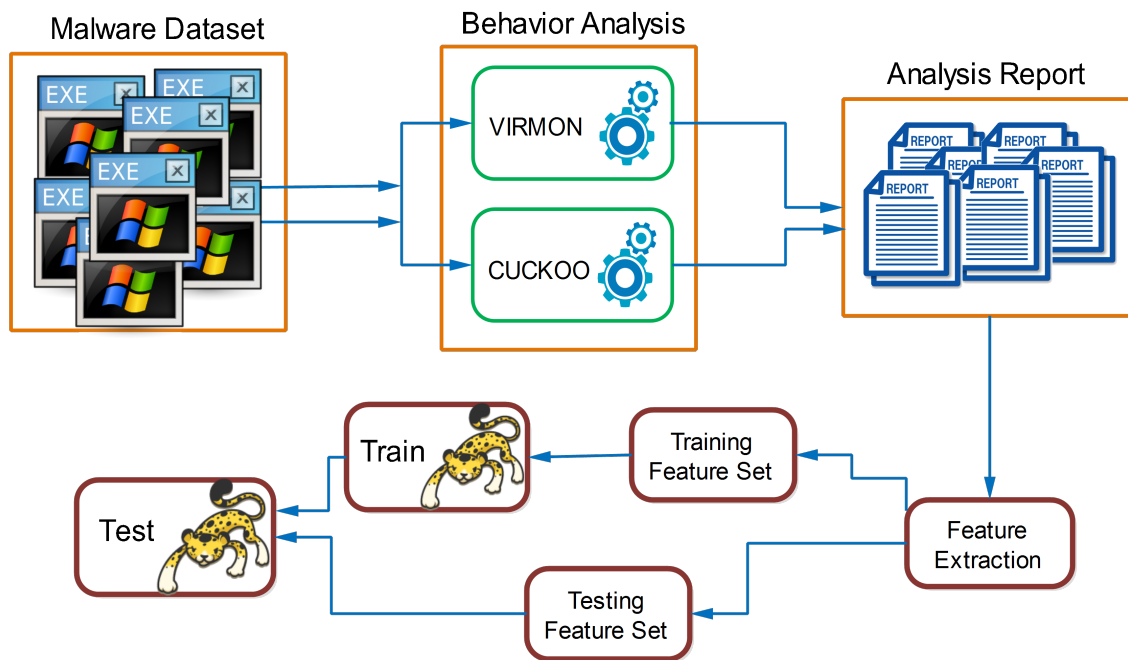 Malware Dataset
Behavior Analysis
Analysis Report
EXE
EXE
EXE
EXE
EXE
VIRMON
CUCKOO
REPORT
REPORT
REPORT
REPORT
REPORT
REPORT
Train
Training
Feature Set
Test
Feature
Extraction
Testing
Feature Set